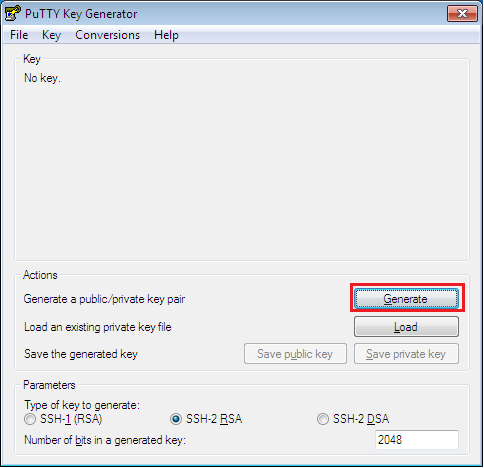 PuTTY Key Generator
File Key Conversions Help
Key
No key.
Actions
Generate a public/private key pair Generate
Load an existing private key file Load
Save the generated key Save public key Save private key
Parameters
Type of key to generate:
SSH-1 (RSA) SSH-2 RSA SSH-2 DSA
Number of bits in a generated key: 2048